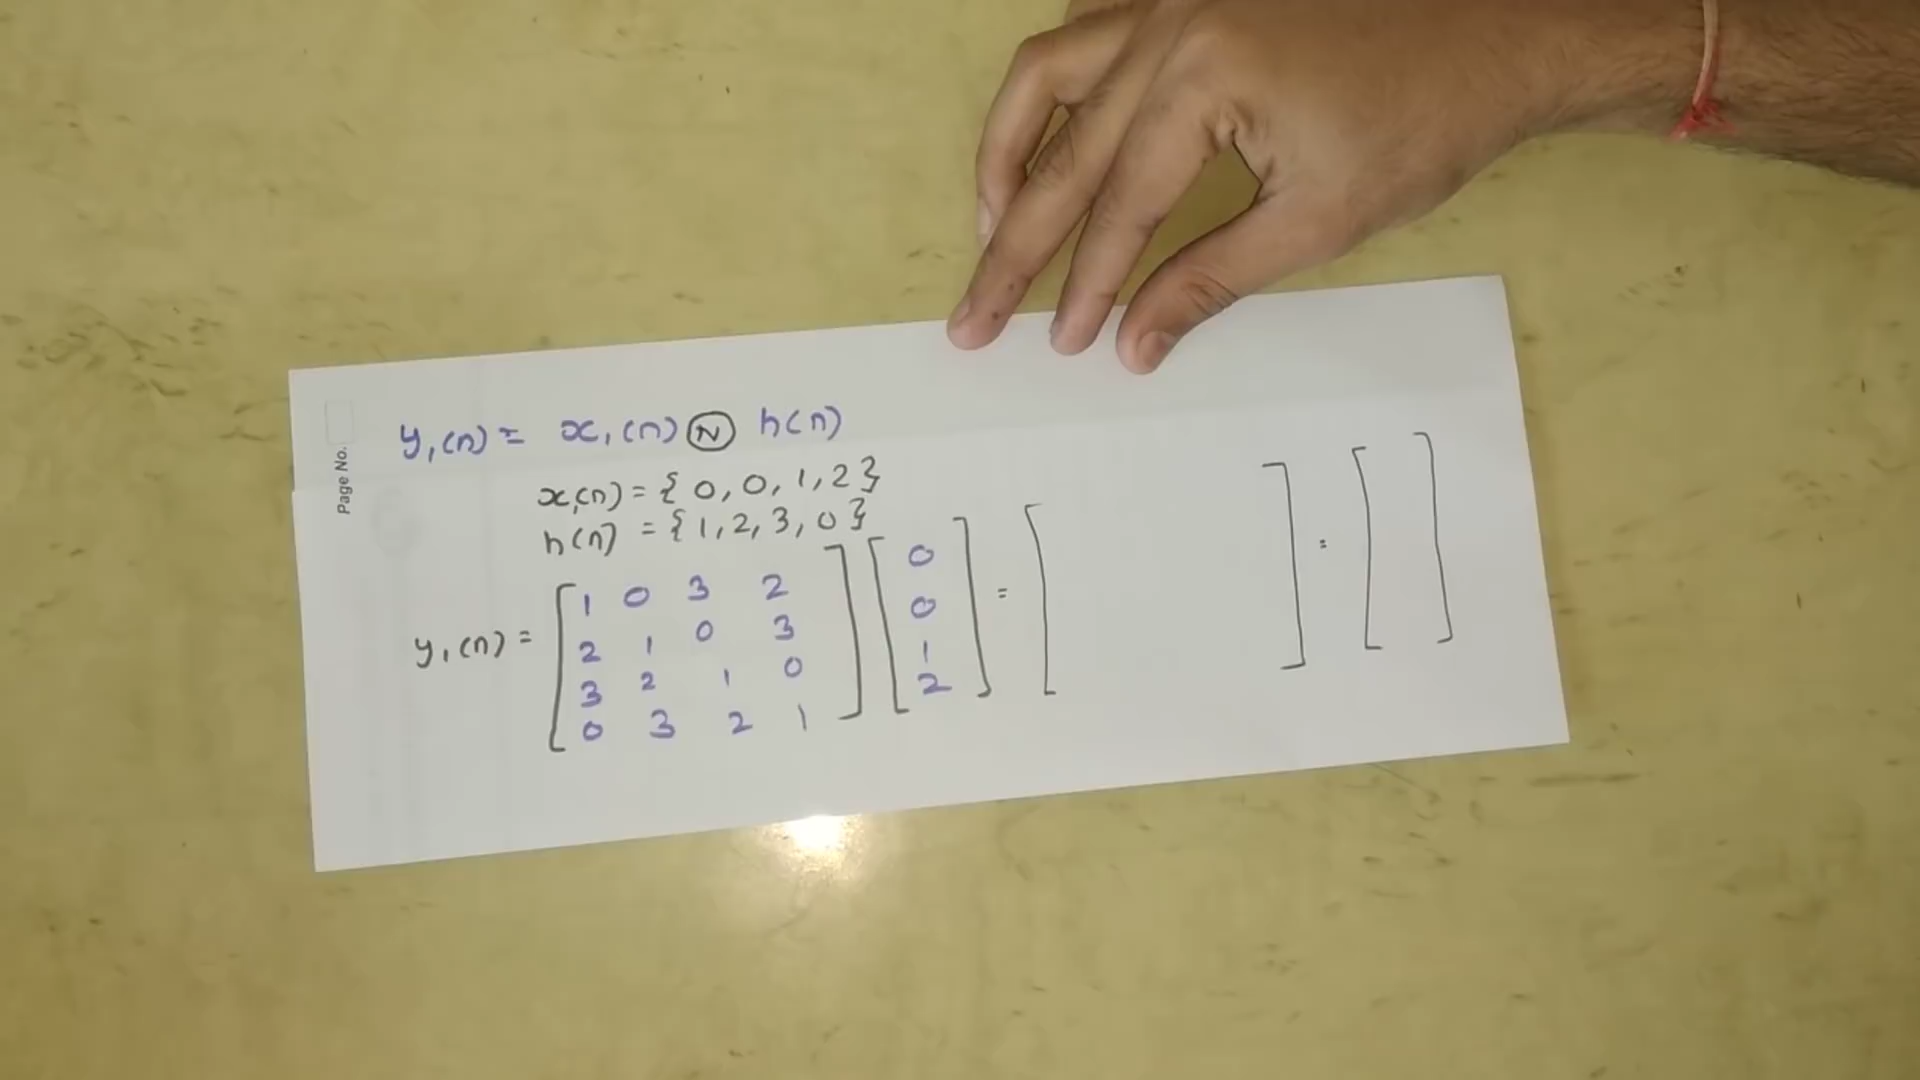 Page No.
y₁(n) = x₁(n) Ⓝ h(n)
x₁(n) = { 0, 0, 1, 2 }
h(n) = { 1, 2, 3, 0 }
y₁(n) = [ 1 0 3 2 ] [ 0 ] = [ ] = [ ]
2 1 0 3 0
3 2 1 0 1
0 3 2 1 2